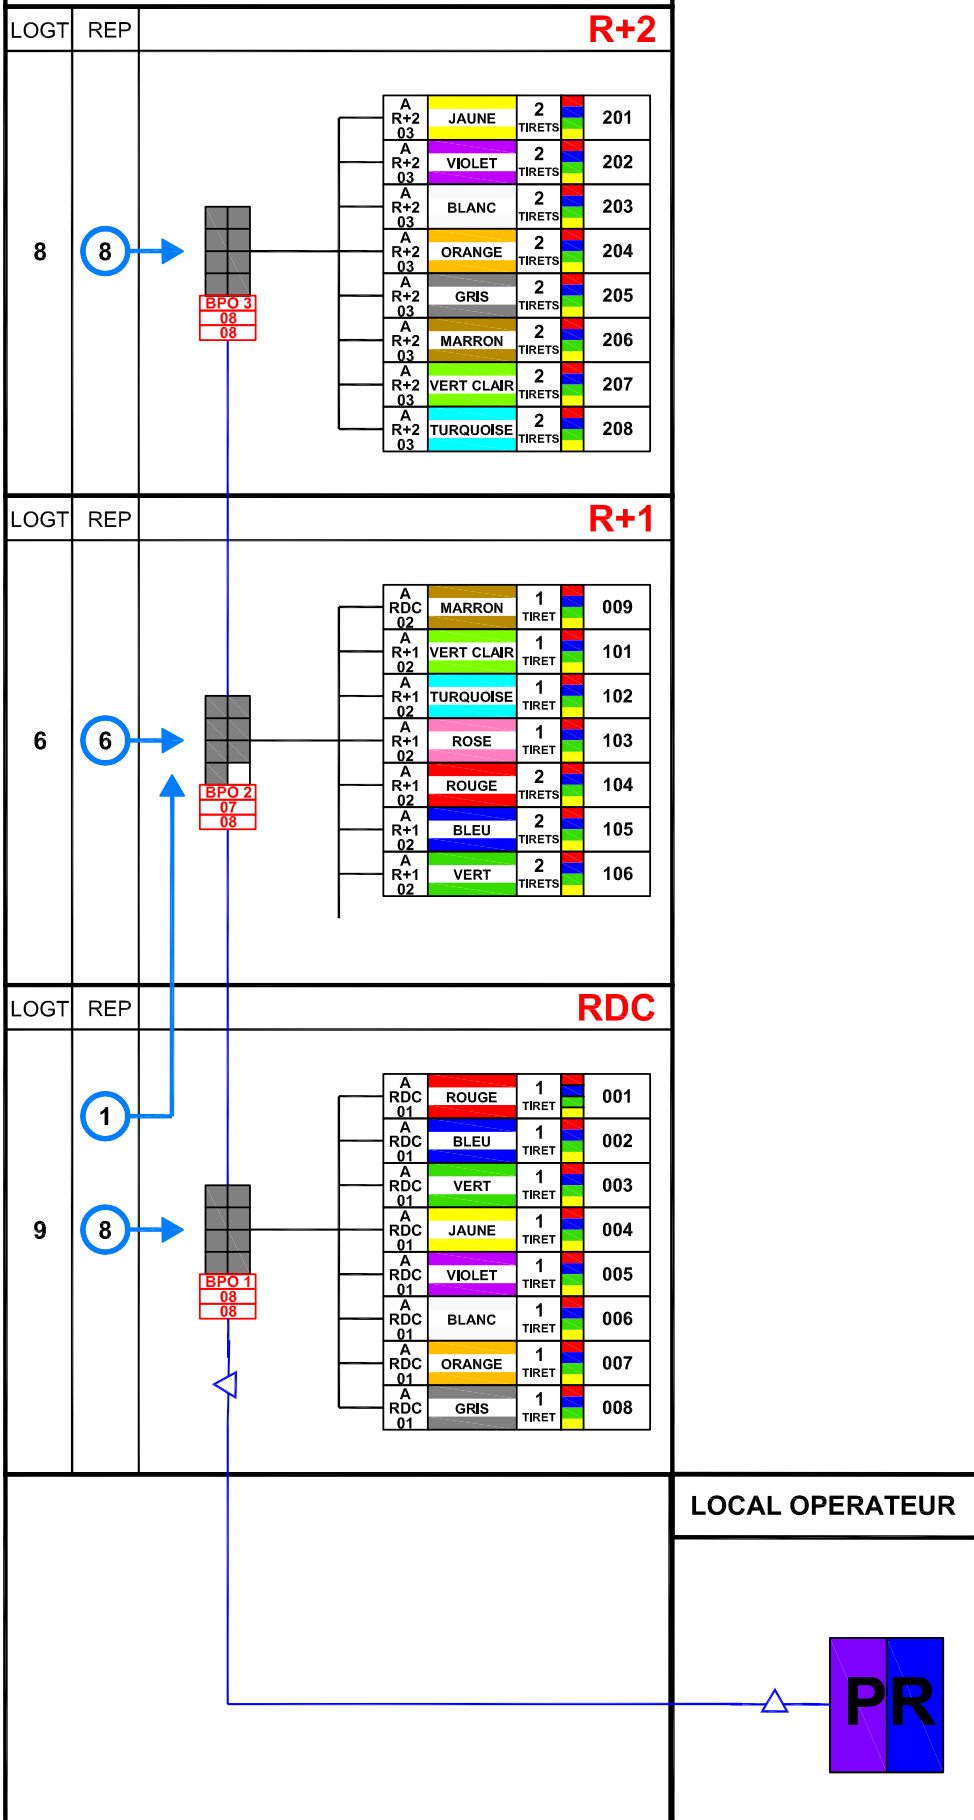 LOGT REP R+2
A R+2 03 JAUNE 2 TIRETS 201
A R+2 03 VIOLET 2 TIRETS 202
A R+2 03 BLANC 2 TIRETS 203
8 8 A R+2 03 ORANGE 2 TIRETS 204
A R+2 03 GRIS 2 TIRETS 205
BPO 3
08
08
A R+2 03 MARRON 2 TIRETS 206
A R+2 03 VERT CLAIR 2 TIRETS 207
A R+2 03 TURQUOISE 2 TIRETS 208
LOGT REP R+1
A RDC 02 MARRON 1 TIRET 009
A R+1 02 VERT CLAIR 1 TIRET 101
A R+1 02 TURQUOISE 1 TIRET 102
6 6 A R+1 02 ROSE 1 TIRET 103
A R+1 02 ROUGE 2 TIRETS 104
BPO 2
07
08
A R+1 02 BLEU 2 TIRETS 105
A R+1 02 VERT 2 TIRETS 106
LOGT REP RDC
A RDC 01 ROUGE 1 TIRET 001
1
A RDC 01 BLEU 1 TIRET 002
A RDC 01 VERT 1 TIRET 003
9 8 A RDC 01 JAUNE 1 TIRET 004
A RDC 01 VIOLET 1 TIRET 005
BPO 1
08
08
A RDC 01 BLANC 1 TIRET 006
A RDC 01 ORANGE 1 TIRET 007
A RDC 01 GRIS 1 TIRET 008
LOCAL OPERATEUR
PR